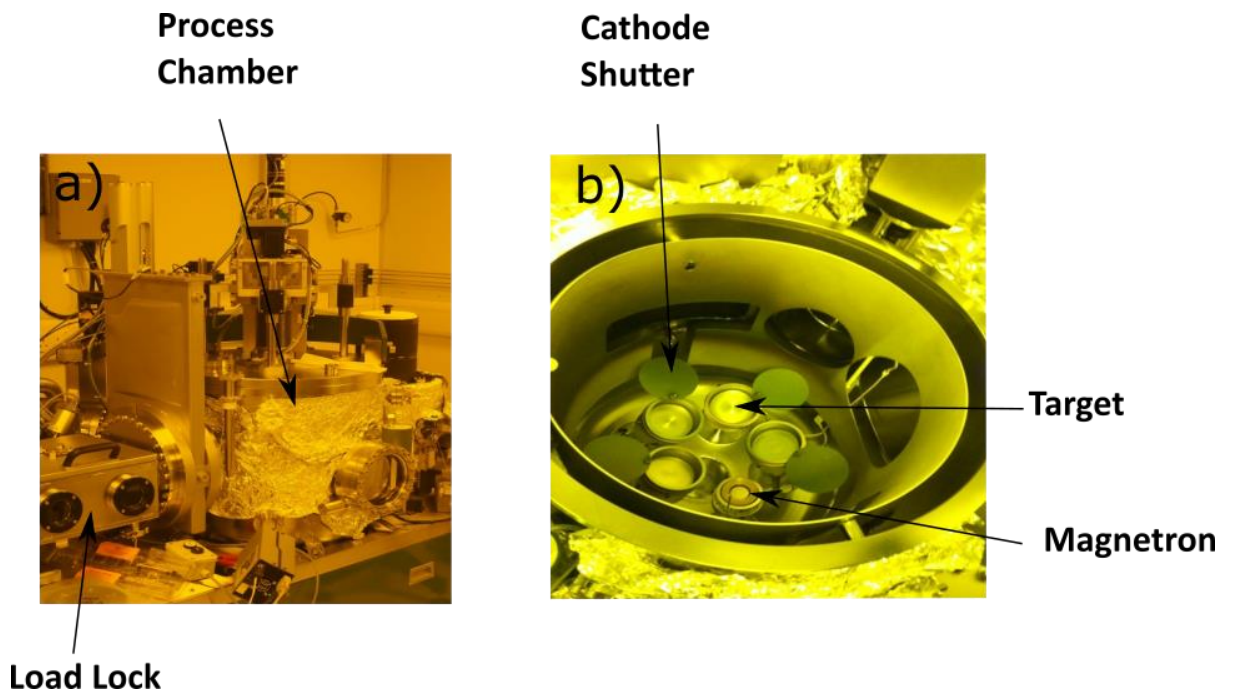 Process
Chamber
Cathode
Shutter
a)
b)
Target
Magnetron
Load Lock